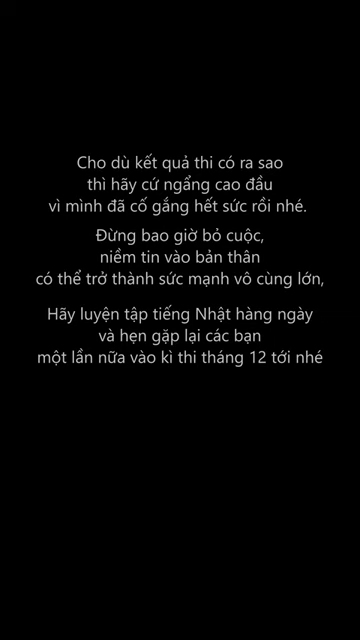 Cho dù kết quả thi có ra sao
thì hãy cứ ngẩng cao đầu
vì mình đã cố gắng hết sức rồi nhé.
Đừng bao giờ bỏ cuộc,
niềm tin vào bản thân
có thể trở thành sức mạnh vô cùng lớn,
Hãy luyện tập tiếng Nhật hàng ngày
và hẹn gặp lại các bạn
một lần nữa vào kì thi tháng 12 tới nhé